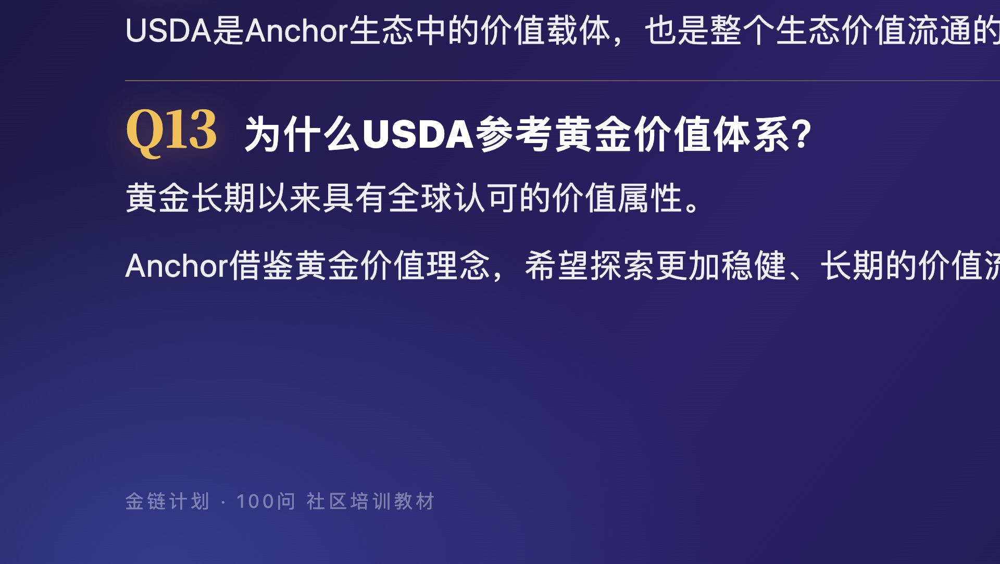 USDA是Anchor生态中的价值载体，也是整个生态价值流通的
Q13 为什么USDA参考黄金价值体系？
黄金长期以来具有全球认可的价值属性。
Anchor借鉴黄金价值理念，希望探索更加稳健、长期的价值流
金链计划 · 100问 社区培训教材